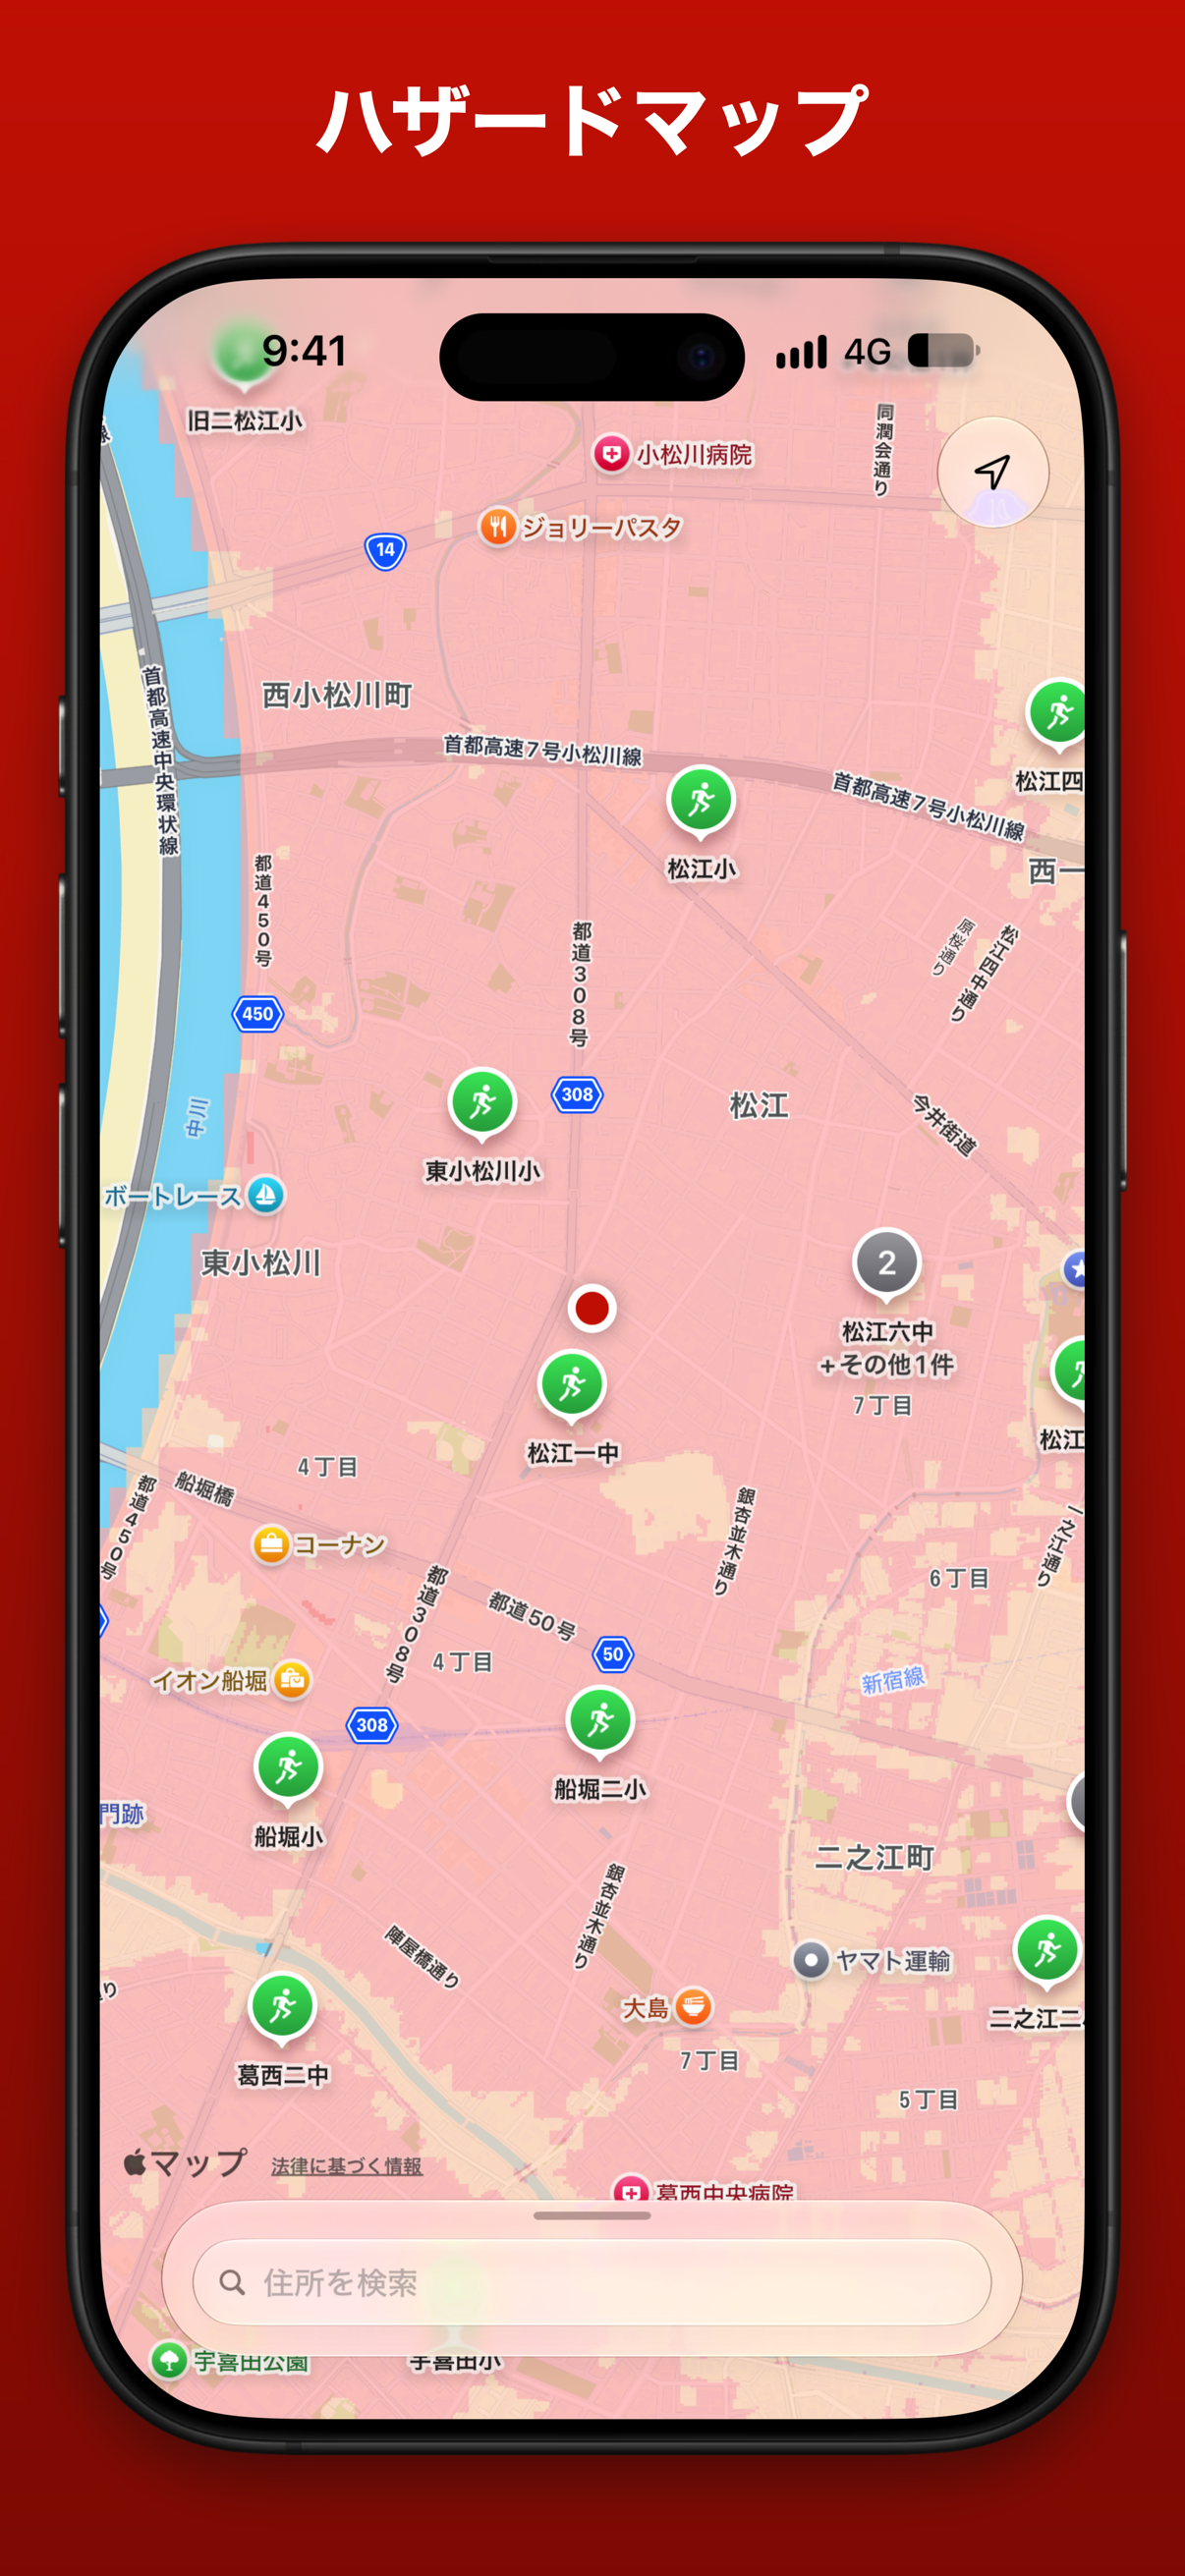 ハザードマップ
9:41
4G
旧二松江小
小松川病院
同潤会通り
ジョリーパスタ
14
首都高速中央環状線
西小松川町
首都高速7号小松川線
首都高速7号小松川線
松江四
松江小
西一
都道450号
都道308号
原桜通り
松江四中通り
450
308
松江
今井街道
中川
東小松川小
ボートレース
東小松川
2
松江六中
+その他1件
7丁目
松江一中
松江
4丁目
船堀橋
都道450号
銀杏並木通り
一之江通り
コーナン
都道308号
都道50号
6丁目
4丁目
50
イオン船堀
新宿線
308
船堀二小
門跡
船堀小
二之江町
銀杏並木通り
陣屋橋通り
ヤマト運輸
大島
二之江二
7丁目
葛西二中
5丁目
マップ
法律に基づく情報
葛西中央病院
住所を検索
宇喜田公園
宇喜田小